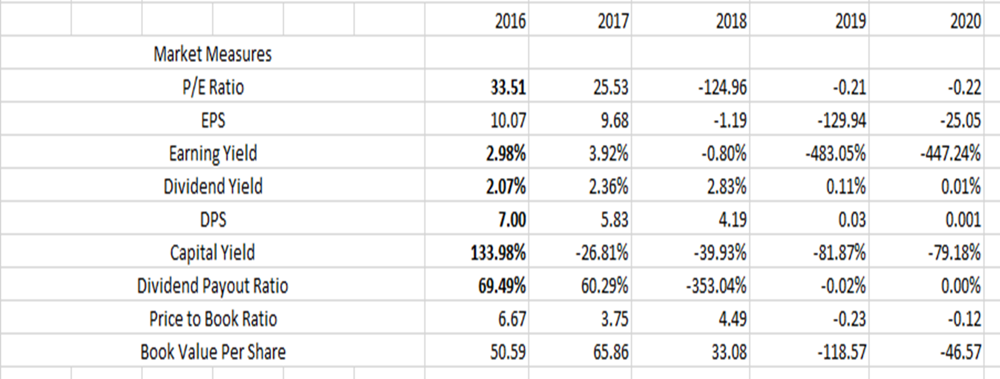 2016 2017 2018 2019 2020
Market Measures
P/E Ratio 33.51 25.53 -124.96 -0.21 -0.22
EPS 10.07 9.68 -1.19 -129.94 -25.05
Earning Yield 2.98% 3.92% -0.80% -483.05% -447.24%
Dividend Yield 2.07% 2.36% 2.83% 0.11% 0.01%
DPS 7.00 5.83 4.19 0.03 0.001
Capital Yield 133.98% -26.81% -39.93% -81.87% -79.18%
Dividend Payout Ratio 69.49% 60.29% -353.04% -0.02% 0.00%
Price to Book Ratio 6.67 3.75 4.49 -0.23 -0.12
Book Value Per Share 50.59 65.86 33.08 -118.57 -46.57